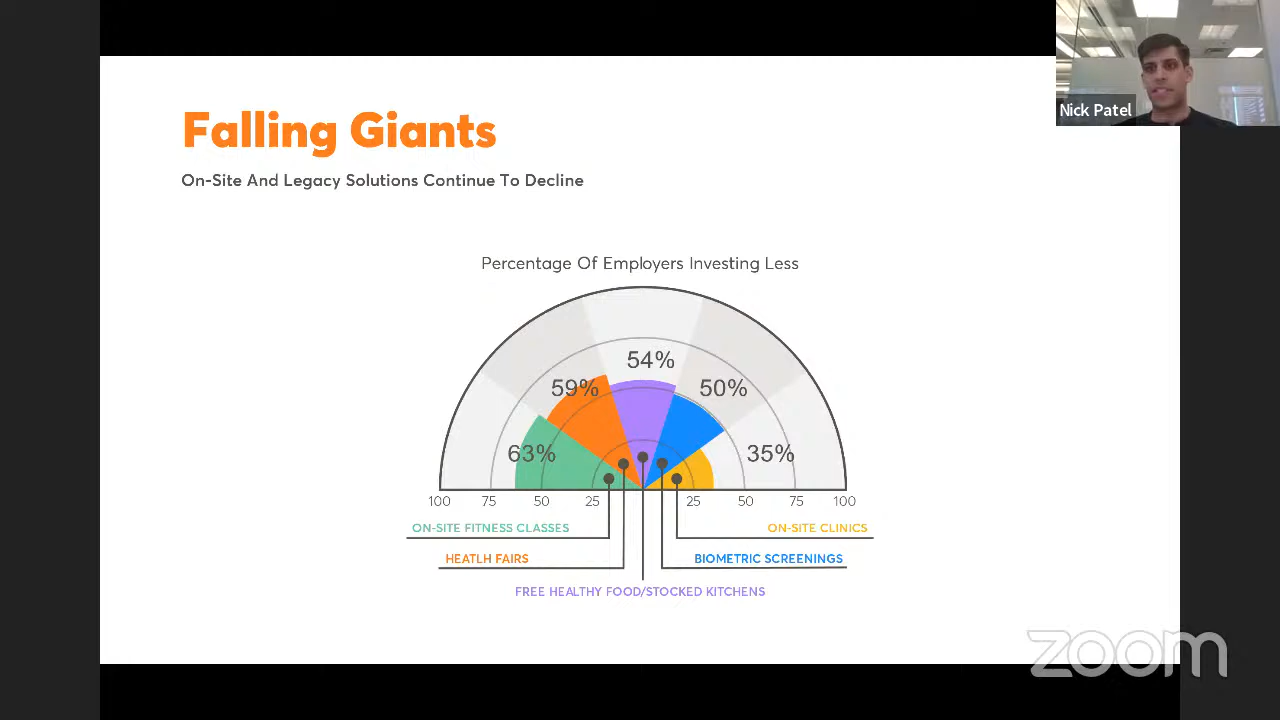 Nick Patel
Falling Giants
On-Site And Legacy Solutions Continue To Decline
Percentage Of Employers Investing Less
54%
59%
50%
63%
35%
100 75 50 25 25 50 75 100
ON-SITE FITNESS CLASSES
ON-SITE CLINICS
HEATLH FAIRS
BIOMETRIC SCREENINGS
FREE HEALTHY FOOD/STOCKED KITCHENS
zoom